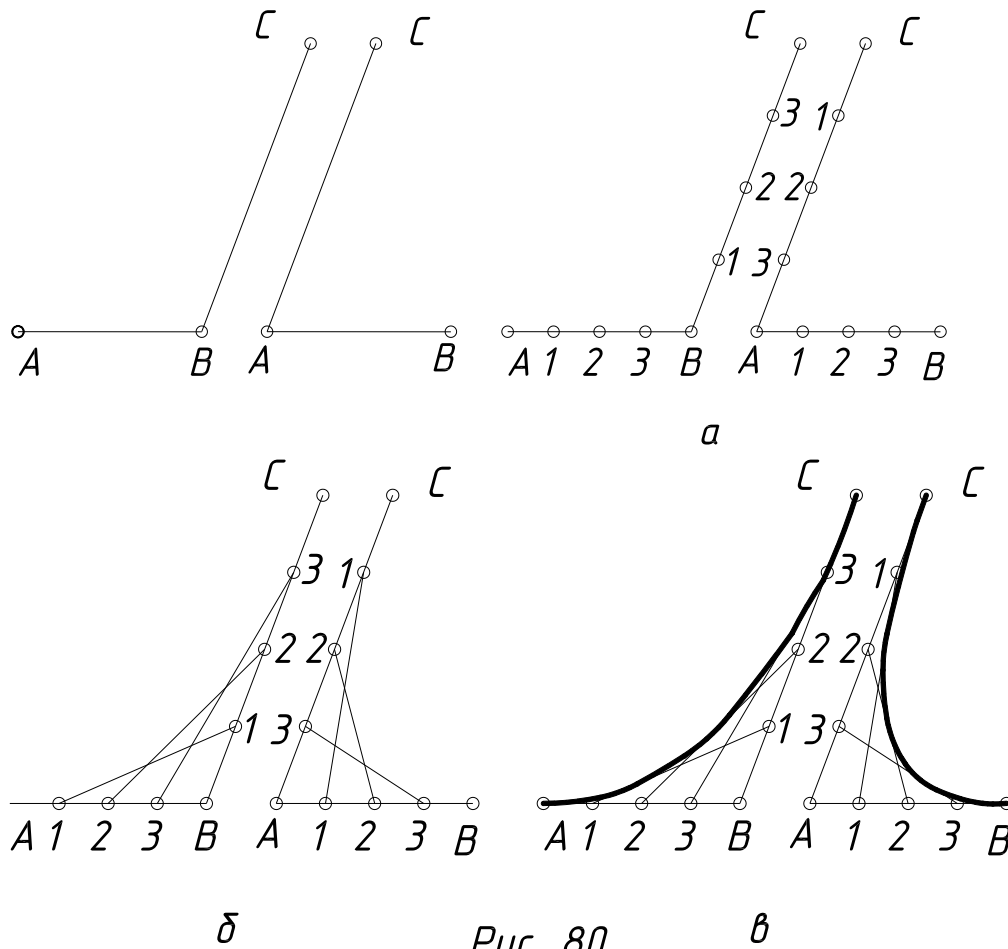 C C C C
3 1
2 2
1 3
A B A B A 1 2 3 B A 1 2 3 B
а
C C C C
3 1 3 1
2 2 2 2
1 3 1 3
A 1 2 3 B A 1 2 3 B A 1 2 3 B A 1 2 3 B
б Рис. 80 в